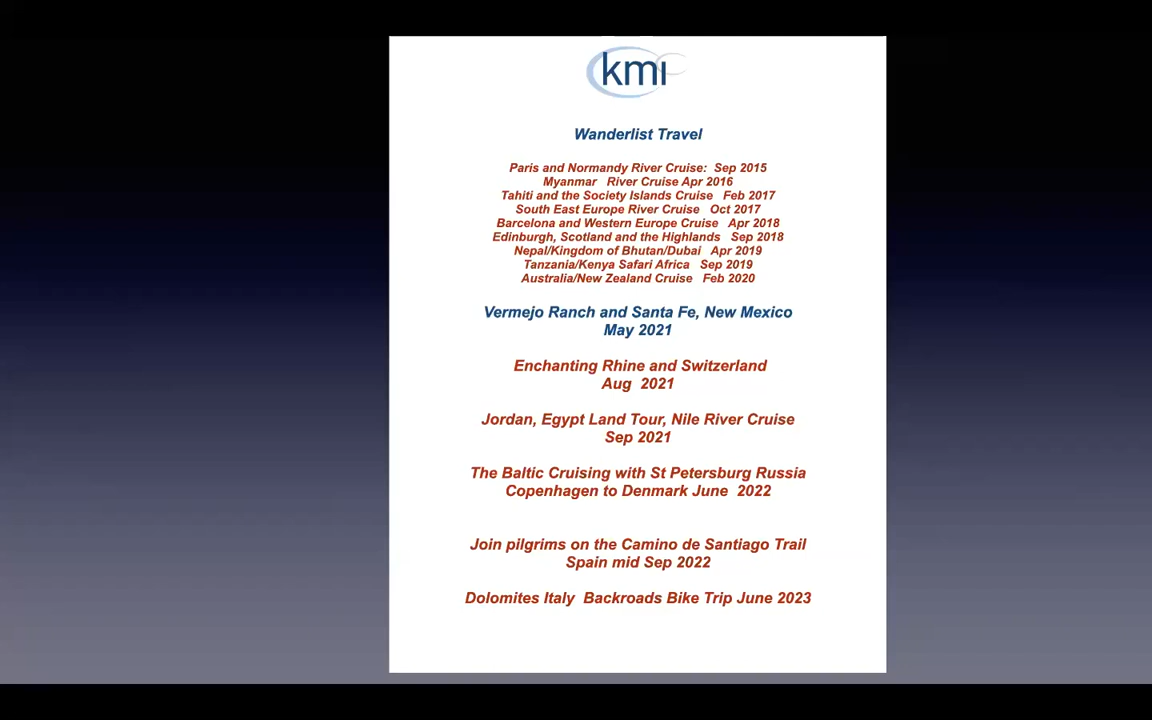 kmi
Wanderlist Travel
Paris and Normandy River Cruise: Sep 2015
Myanmar River Cruise Apr 2016
Tahiti and the Society Islands Cruise Feb 2017
South East Europe River Cruise Oct 2017
Barcelona and Western Europe Cruise Apr 2018
Edinburgh, Scotland and the Highlands Sep 2018
Nepal/Kingdom of Bhutan/Dubai Apr 2019
Tanzania/Kenya Safari Africa Sep 2019
Australia/New Zealand Cruise Feb 2020
Vermejo Ranch and Santa Fe, New Mexico
May 2021
Enchanting Rhine and Switzerland
Aug 2021
Jordan, Egypt Land Tour, Nile River Cruise
Sep 2021
The Baltic Cruising with St Petersburg Russia
Copenhagen to Denmark June 2022
Join pilgrims on the Camino de Santiago Trail
Spain mid Sep 2022
Dolomites Italy Backroads Bike Trip June 2023